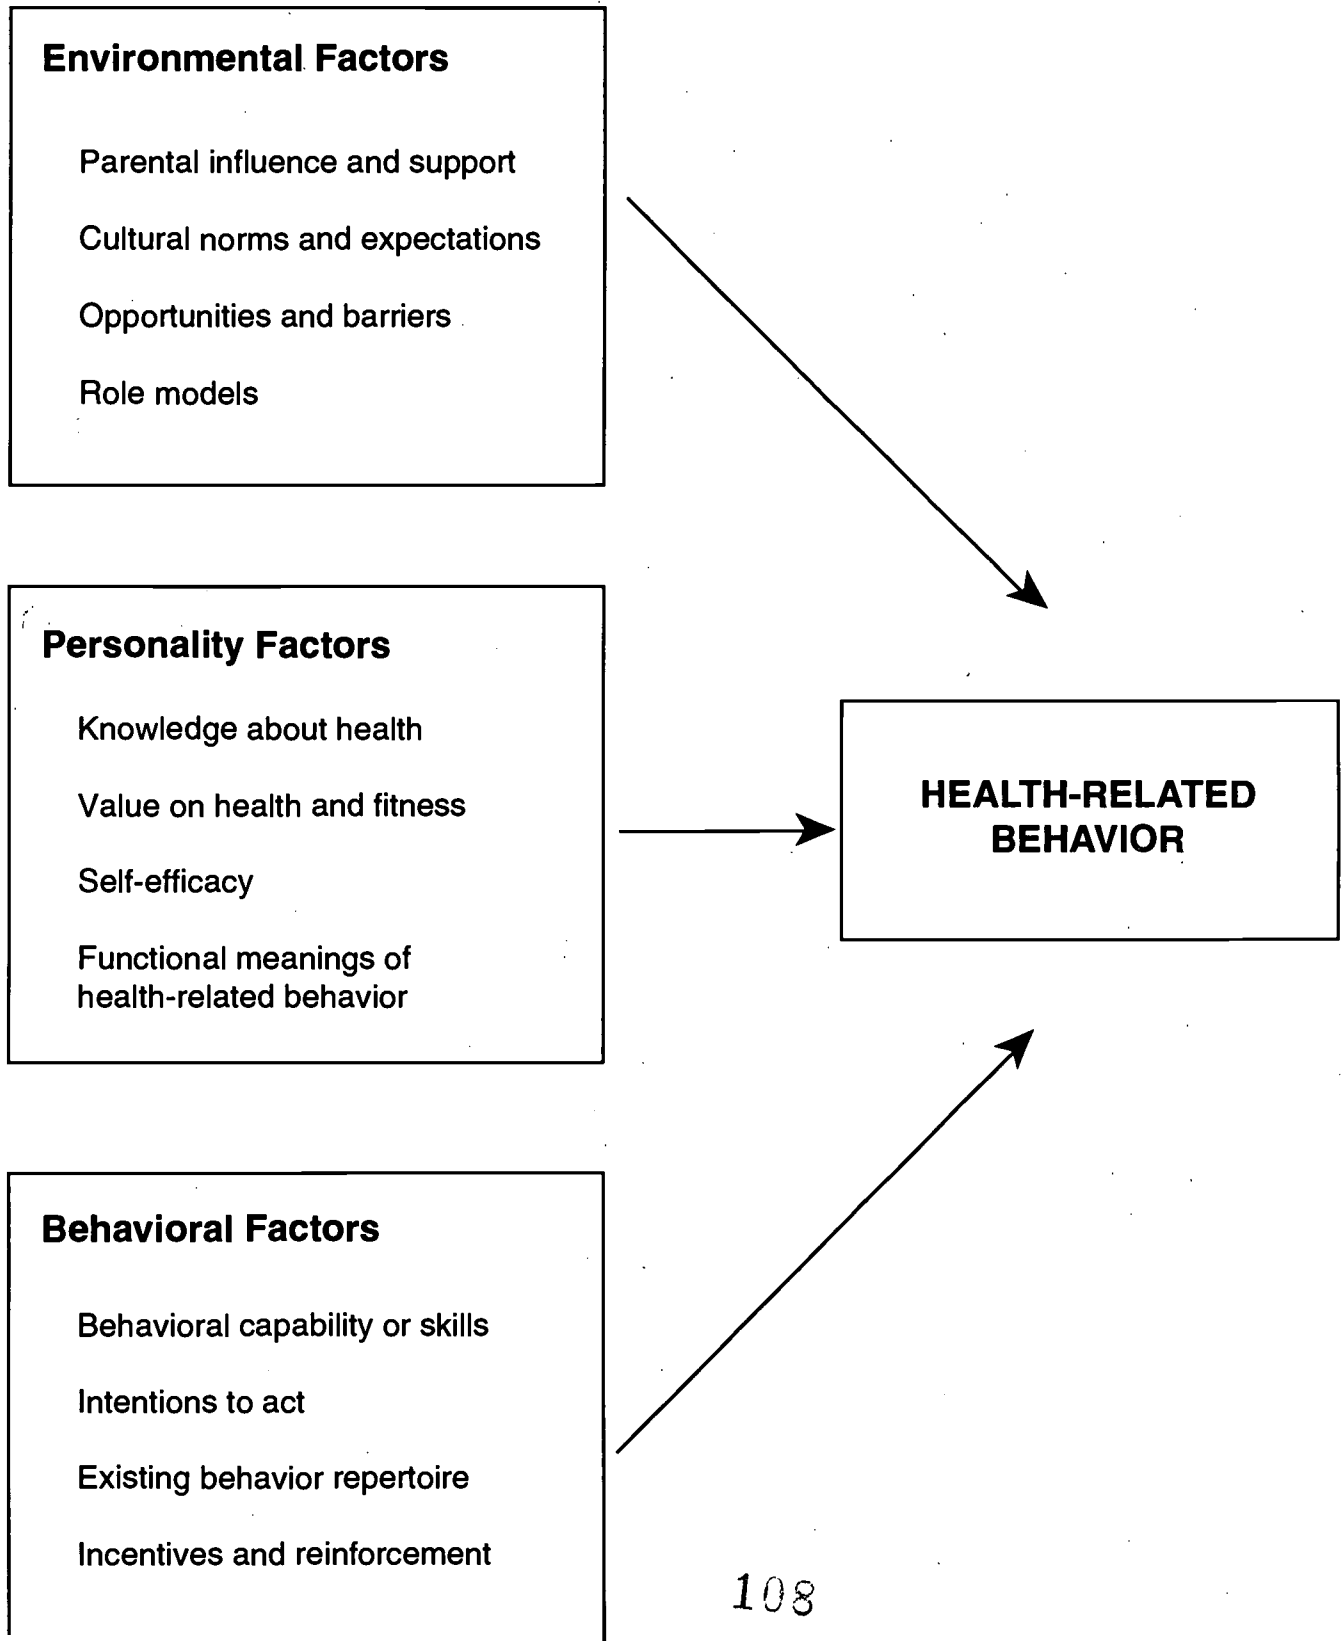 Environmental Factors
Parental influence and support
Cultural norms and expectations
Opportunities and barriers
Role models
Personality Factors
Knowledge about health
Value on health and fitness
Self-efficacy
Functional meanings of
health-related behavior
HEALTH-RELATED
BEHAVIOR
Behavioral Factors
Behavioral capability or skills
Intentions to act
Existing behavior repertoire
Incentives and reinforcement
108